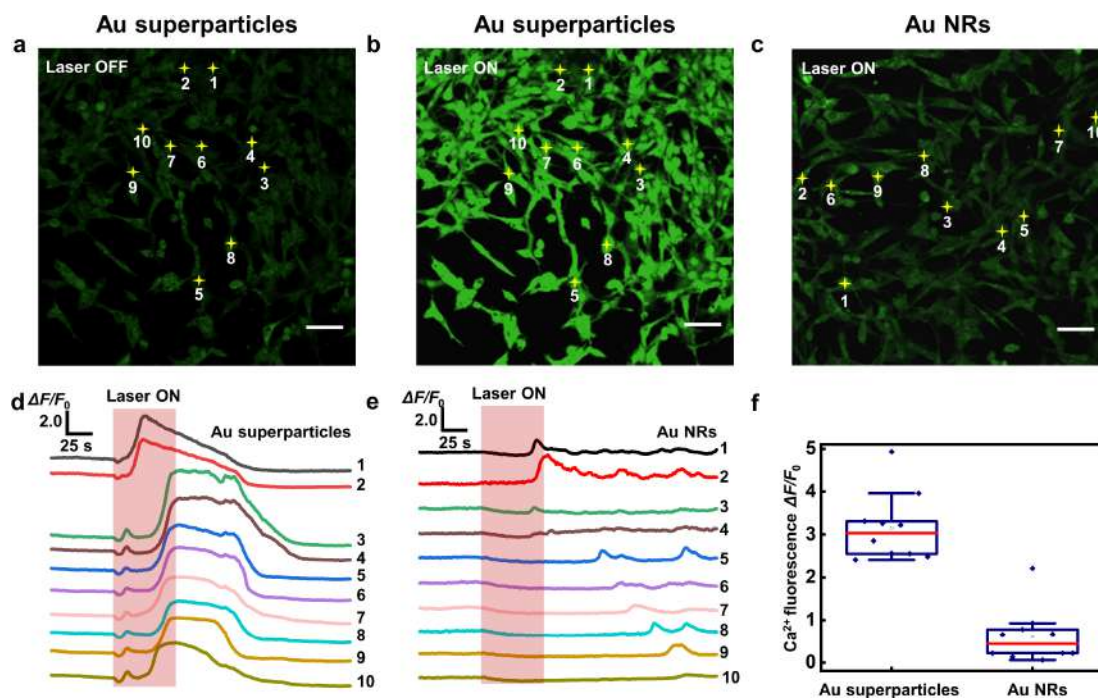 Au superparticles
Au superparticles
Au NRs
a
Laser OFF
2 1
10
7 6 4
9 3
8
5
b
Laser ON
2 1
10
7 6 4
9 3
8
5
c
Laser ON
10
7
8
2 6 9
3 5
4
1
d
ΔF/F0
2.0
25 s
Laser ON
Au superparticles
1
2
3
4
5
6
7
8
9
10
e
ΔF/F0
2.0
25 s
Laser ON
Au NRs
1
2
3
4
5
6
7
8
9
10
f
Ca2+ fluorescence ΔF/F0
5
4
3
2
1
0
Au superparticles Au NRs